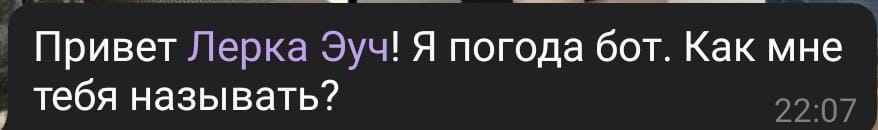 Привет Лерка Эуч! Я погода бот. Как мне
тебя называть?
22:07